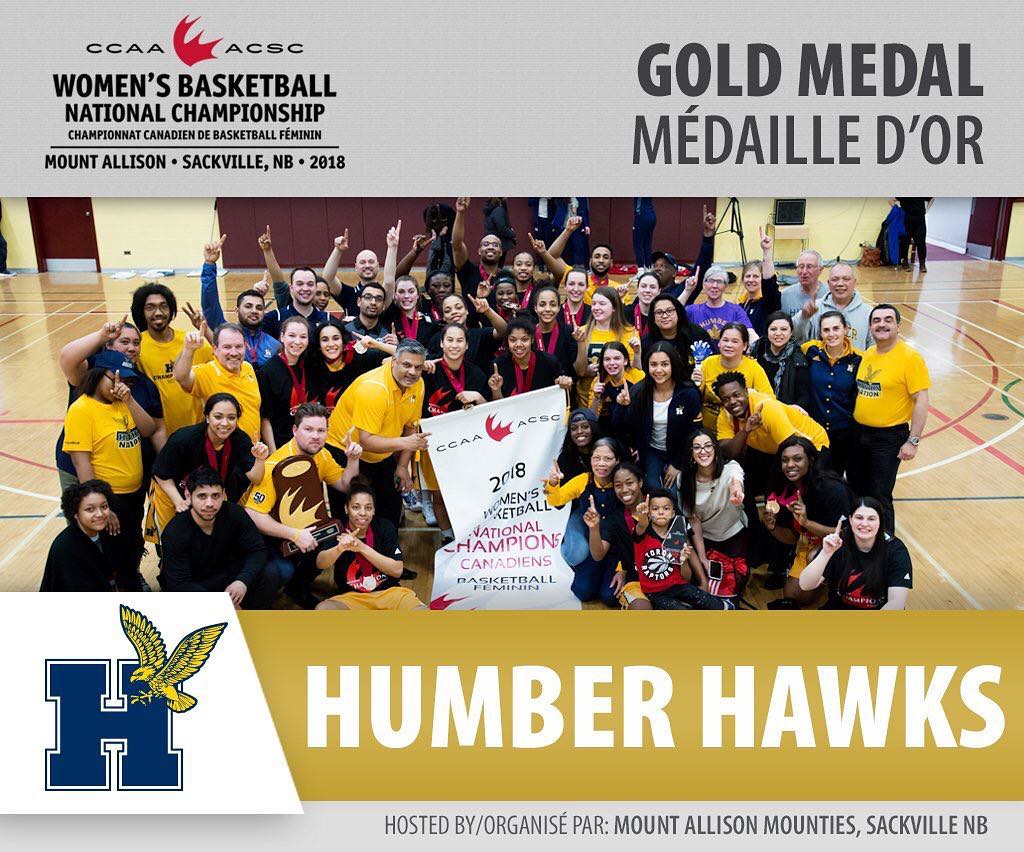 CCAA ACSC
WOMEN'S BASKETBALL
NATIONAL CHAMPIONSHIP
CHAMPIONNAT CANADIEN DE BASKETBALL FÉMININ
MOUNT ALLISON • SACKVILLE, NB • 2018
GOLD MEDAL
MÉDAILLE D'OR
CCAA ACSC
2018
WOMEN'S
BASKETBALL
NATIONAL
CHAMPIONS
CANADIENS
BASKETBALL
FÉMININ
TORONTO
RAPTORS
H
HUMBER HAWKS
HOSTED BY/ORGANISÉ PAR: MOUNT ALLISON MOUNTIES, SACKVILLE NB